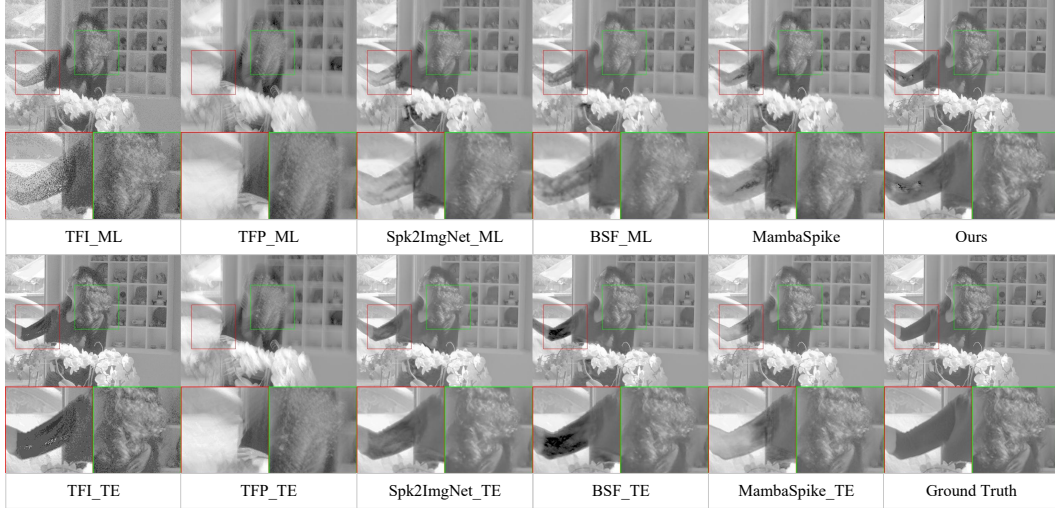 TFI_ML TFP_ML Spk2ImgNet_ML BSF_ML MambaSpike Ours
TFI_TE TFP_TE Spk2ImgNet_TE BSF_TE MambaSpike_TE Ground Truth